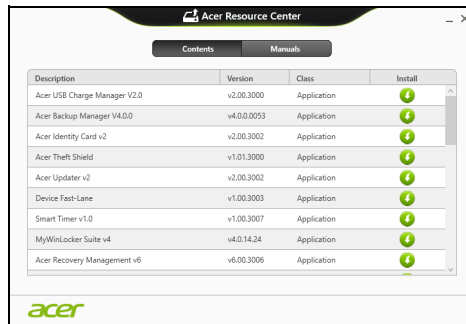 Acer Resource Center
Contents Manuals
Description Version Class Install
Acer USB Charge Manager V2.0 v2.00.3000 Application
Acer Backup Manager V4.0.0 v4.0.0.0053 Application
Acer Identity Card v2 v2.00.3002 Application
Acer Theft Shield v1.01.3000 Application
Acer Updater v2 v2.00.3002 Application
Device Fast-Lane v1.00.3003 Application
Smart Timer v1.0 v1.00.3007 Application
MyWinLocker Suite v4 v4.0.14.24 Application
Acer Recovery Management v6 v6.00.3006 Application
acer